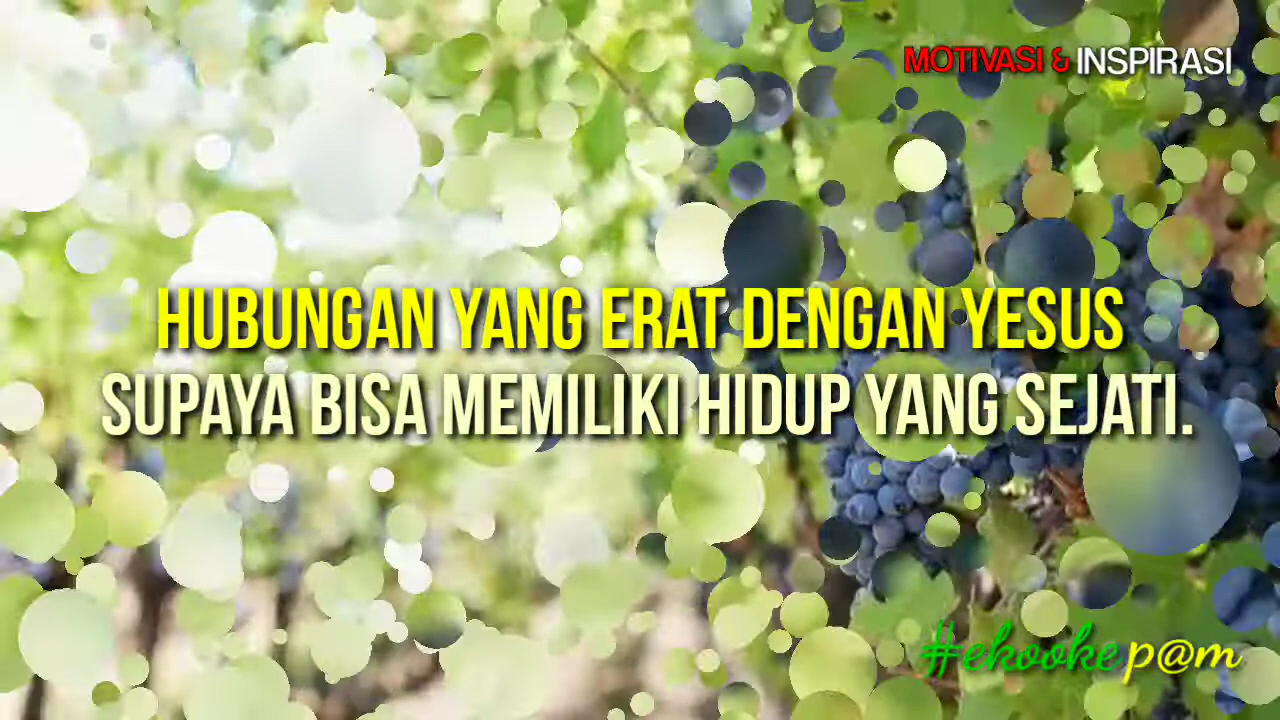 MOTIVASI & INSPIRASI
HUBUNGAN YANG ERAT DENGAN YESUS
SUPAYA BISA MEMILIKI HIDUP YANG SEJATI.
#ekookep@m